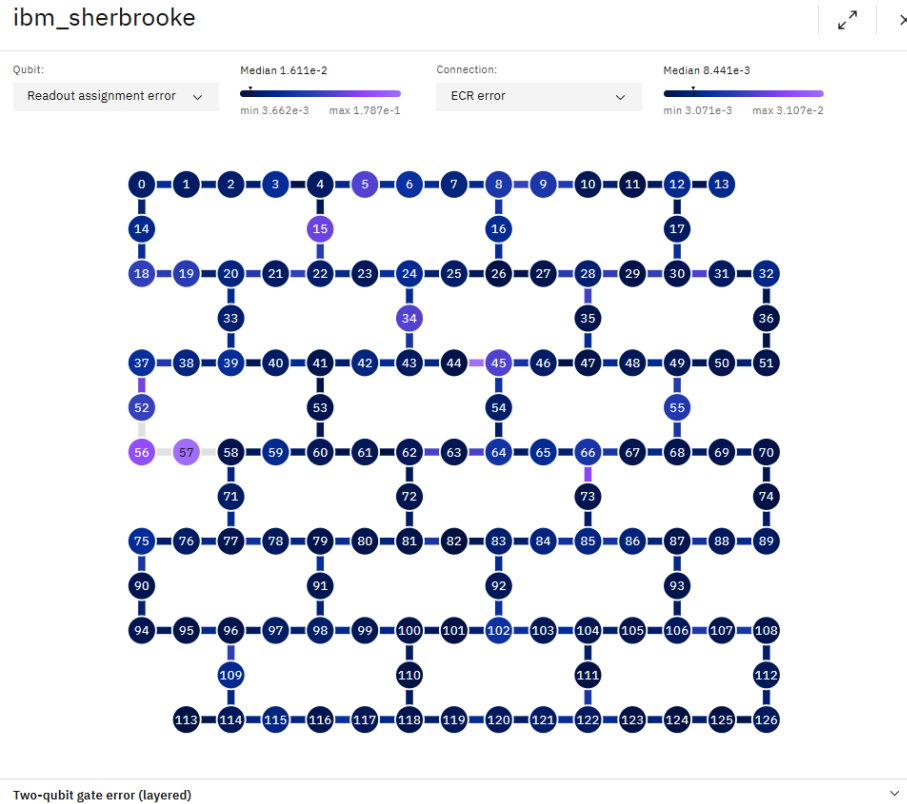 ibm_sherbrooke
Qubit:
Median 1.611e-2
Connection:
Median 8.441e-3
Readout assignment error
ECR error
min 3.662e-3 max 1.787e-1
min 3.071e-3 max 3.107e-2
0 1 2 3 4 5 6 7 8 9 10 11 12 13
14 15 16 17
18 19 20 21 22 23 24 25 26 27 28 29 30 31 32
33 34 35 36
37 38 39 40 41 42 43 44 45 46 47 48 49 50 51
52 53 54 55
56 57 58 59 60 61 62 63 64 65 66 67 68 69 70
71 72 73 74
75 76 77 78 79 80 81 82 83 84 85 86 87 88 89
90 91 92 93
94 95 96 97 98 99 100 101 102 103 104 105 106 107 108
109 110 111 112
113 114 115 116 117 118 119 120 121 122 123 124 125 126
Two-qubit gate error (layered)